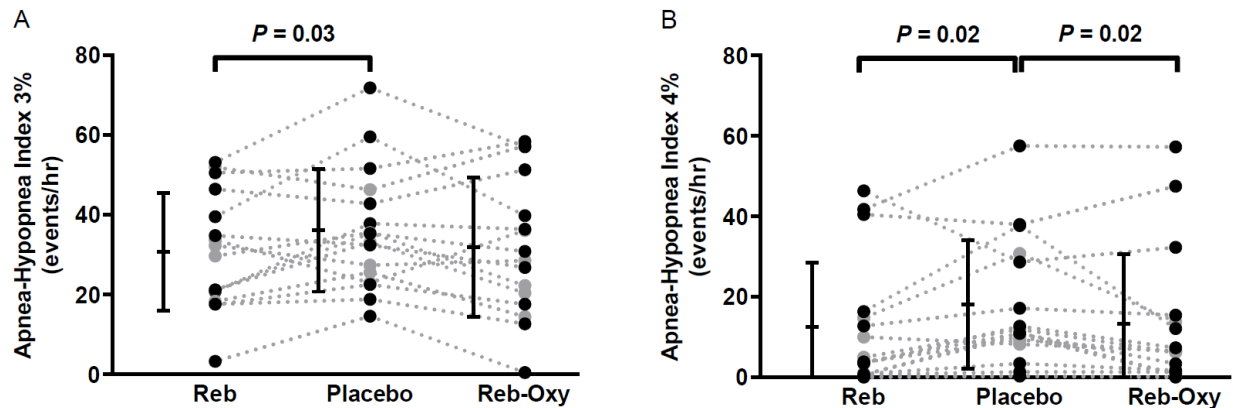 A
P = 0.03
Apnea-Hypopnea Index 3%
(events/hr)
80
60
40
20
0
Reb
Placebo
Reb-Oxy
B
P = 0.02
P = 0.02
Apnea-Hypopnea Index 4%
(events/hr)
80
60
40
20
0
Reb
Placebo
Reb-Oxy